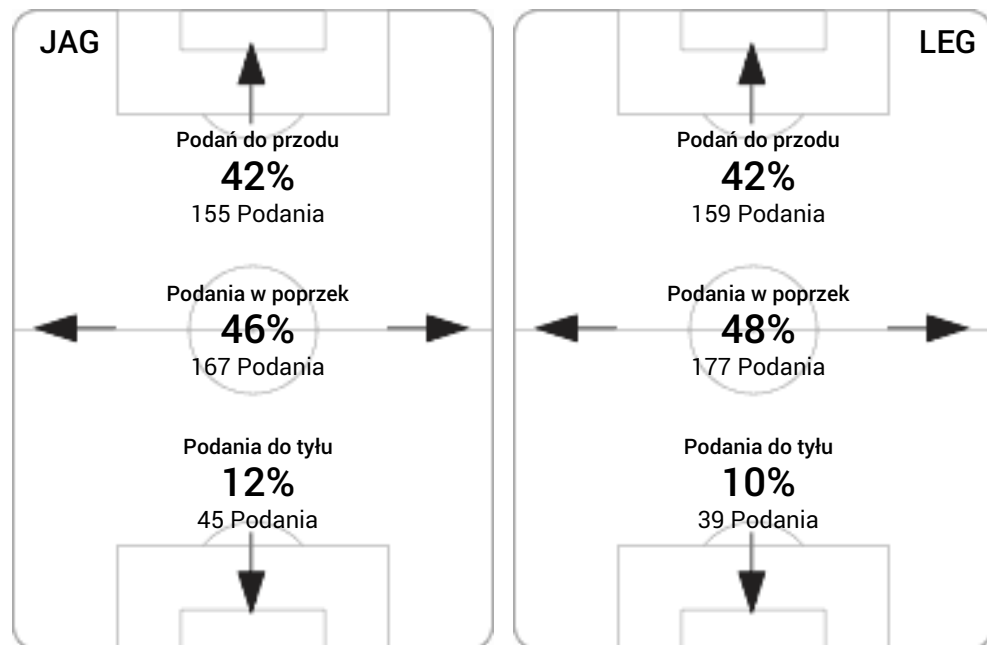 JAG
Podań do przodu
42%
155 Podania
Podania w poprzek
46%
167 Podania
Podania do tyłu
12%
45 Podania
LEG
Podań do przodu
42%
159 Podania
Podania w poprzek
48%
177 Podania
Podania do tyłu
10%
39 Podania